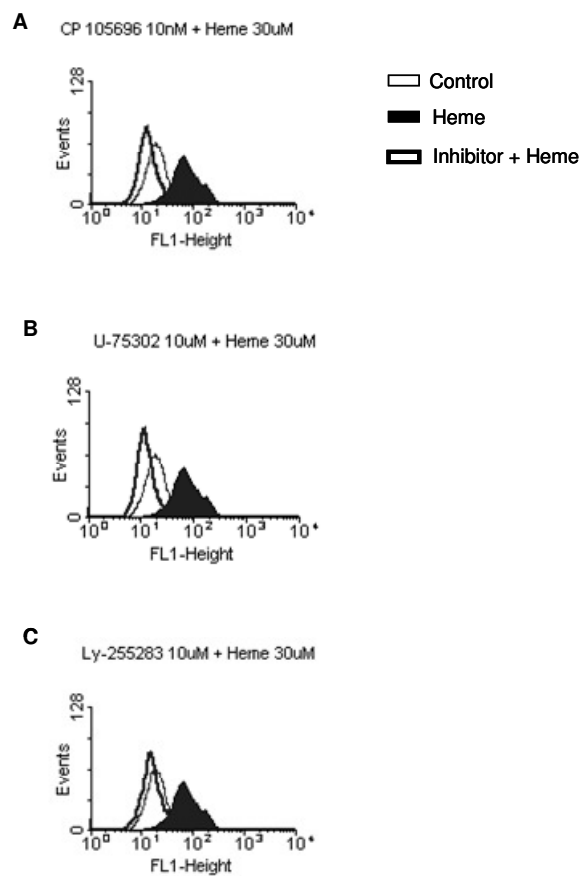 A
CP 105696 10nM + Heme 30uM
128
Events
0
10⁰ 10¹ 10² 10³ 10⁴
FL1-Height
Control
Heme
Inhibitor + Heme
B
U-75302 10uM + Heme 30uM
128
Events
0
10⁰ 10¹ 10² 10³ 10⁴
FL1-Height
C
Ly-255283 10uM + Heme 30uM
128
Events
0
10⁰ 10¹ 10² 10³ 10⁴
FL1-Height